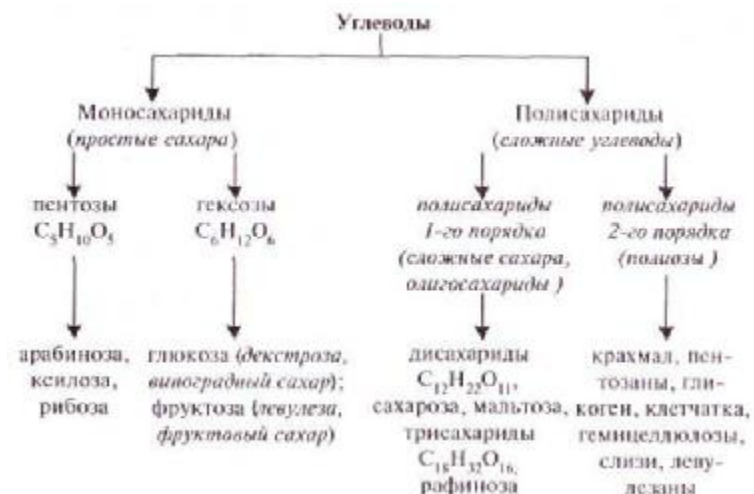 Углеводы
Моносахариды
(простые сахара)
Полисахариды
(сложные углеводы)
пентозы
C₅H₁₀O₅
гексозы
C₆H₁₂O₆
полисахариды
1-го порядка
(сложные сахара,
олигосахариды )
полисахариды
2-го порядка
(полиозы )
арабиноза,
ксилоза,
рибоза
глюкоза (декстроза,
виноградный сахар);
фруктоза (левулеза,
фруктовый сахар)
дисахариды
C₁₂H₂₂O₁₁,
сахароза, мальтоза,
трисахариды
C₁₈H₃₂O₁₆,
рафиноза
крахмал, пен-
тозаны, гли-
коген, клетчатка,
гемицеллюлозы,
слизи, леву-
лезаны